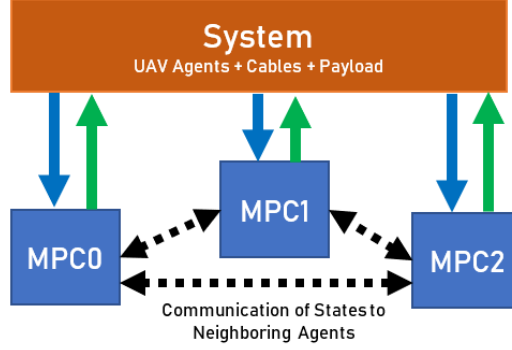 System
UAV Agents + Cables + Payload
MPC1
MPC0
MPC2
Communication of States to
Neighboring Agents